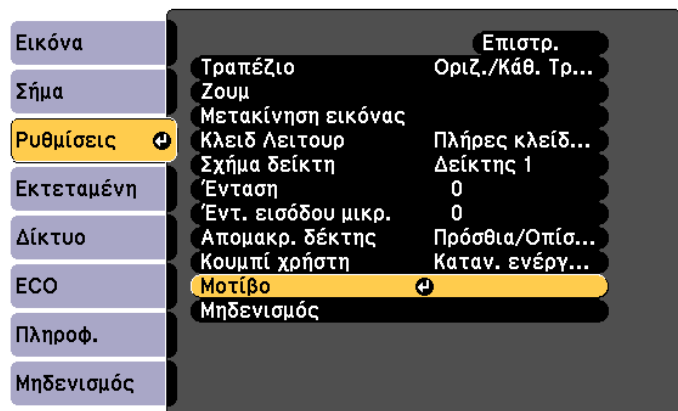 Εικόνα
Σήμα
Ρυθμίσεις
Εκτεταμένη
Δίκτυο
ECO
Πληροφ.
Μηδενισμός
Επιστρ.
Τραπέζιο Οριζ./Κάθ. Τρ...
Ζουμ
Μετακίνηση εικόνας
Κλειδ Λειτουρ Πλήρες κλείδ...
Σχήμα δείκτη Δείκτης 1
Ένταση 0
Έντ. εισόδου μικρ. 0
Απομακρ. δέκτης Πρόσθια/Οπίσ...
Κουμπί χρήστη Καταν. ενέργ...
Μοτίβο
Μηδενισμός